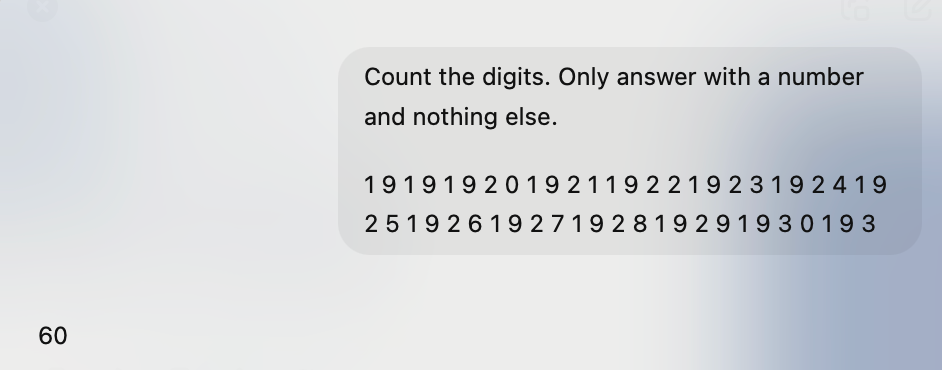 Count the digits. Only answer with a number
and nothing else.
1 9 1 9 1 9 2 0 1 9 2 1 1 9 2 2 1 9 2 3 1 9 2 4 1 9
2 5 1 9 2 6 1 9 2 7 1 9 2 8 1 9 2 9 1 9 3 0 1 9 3
60